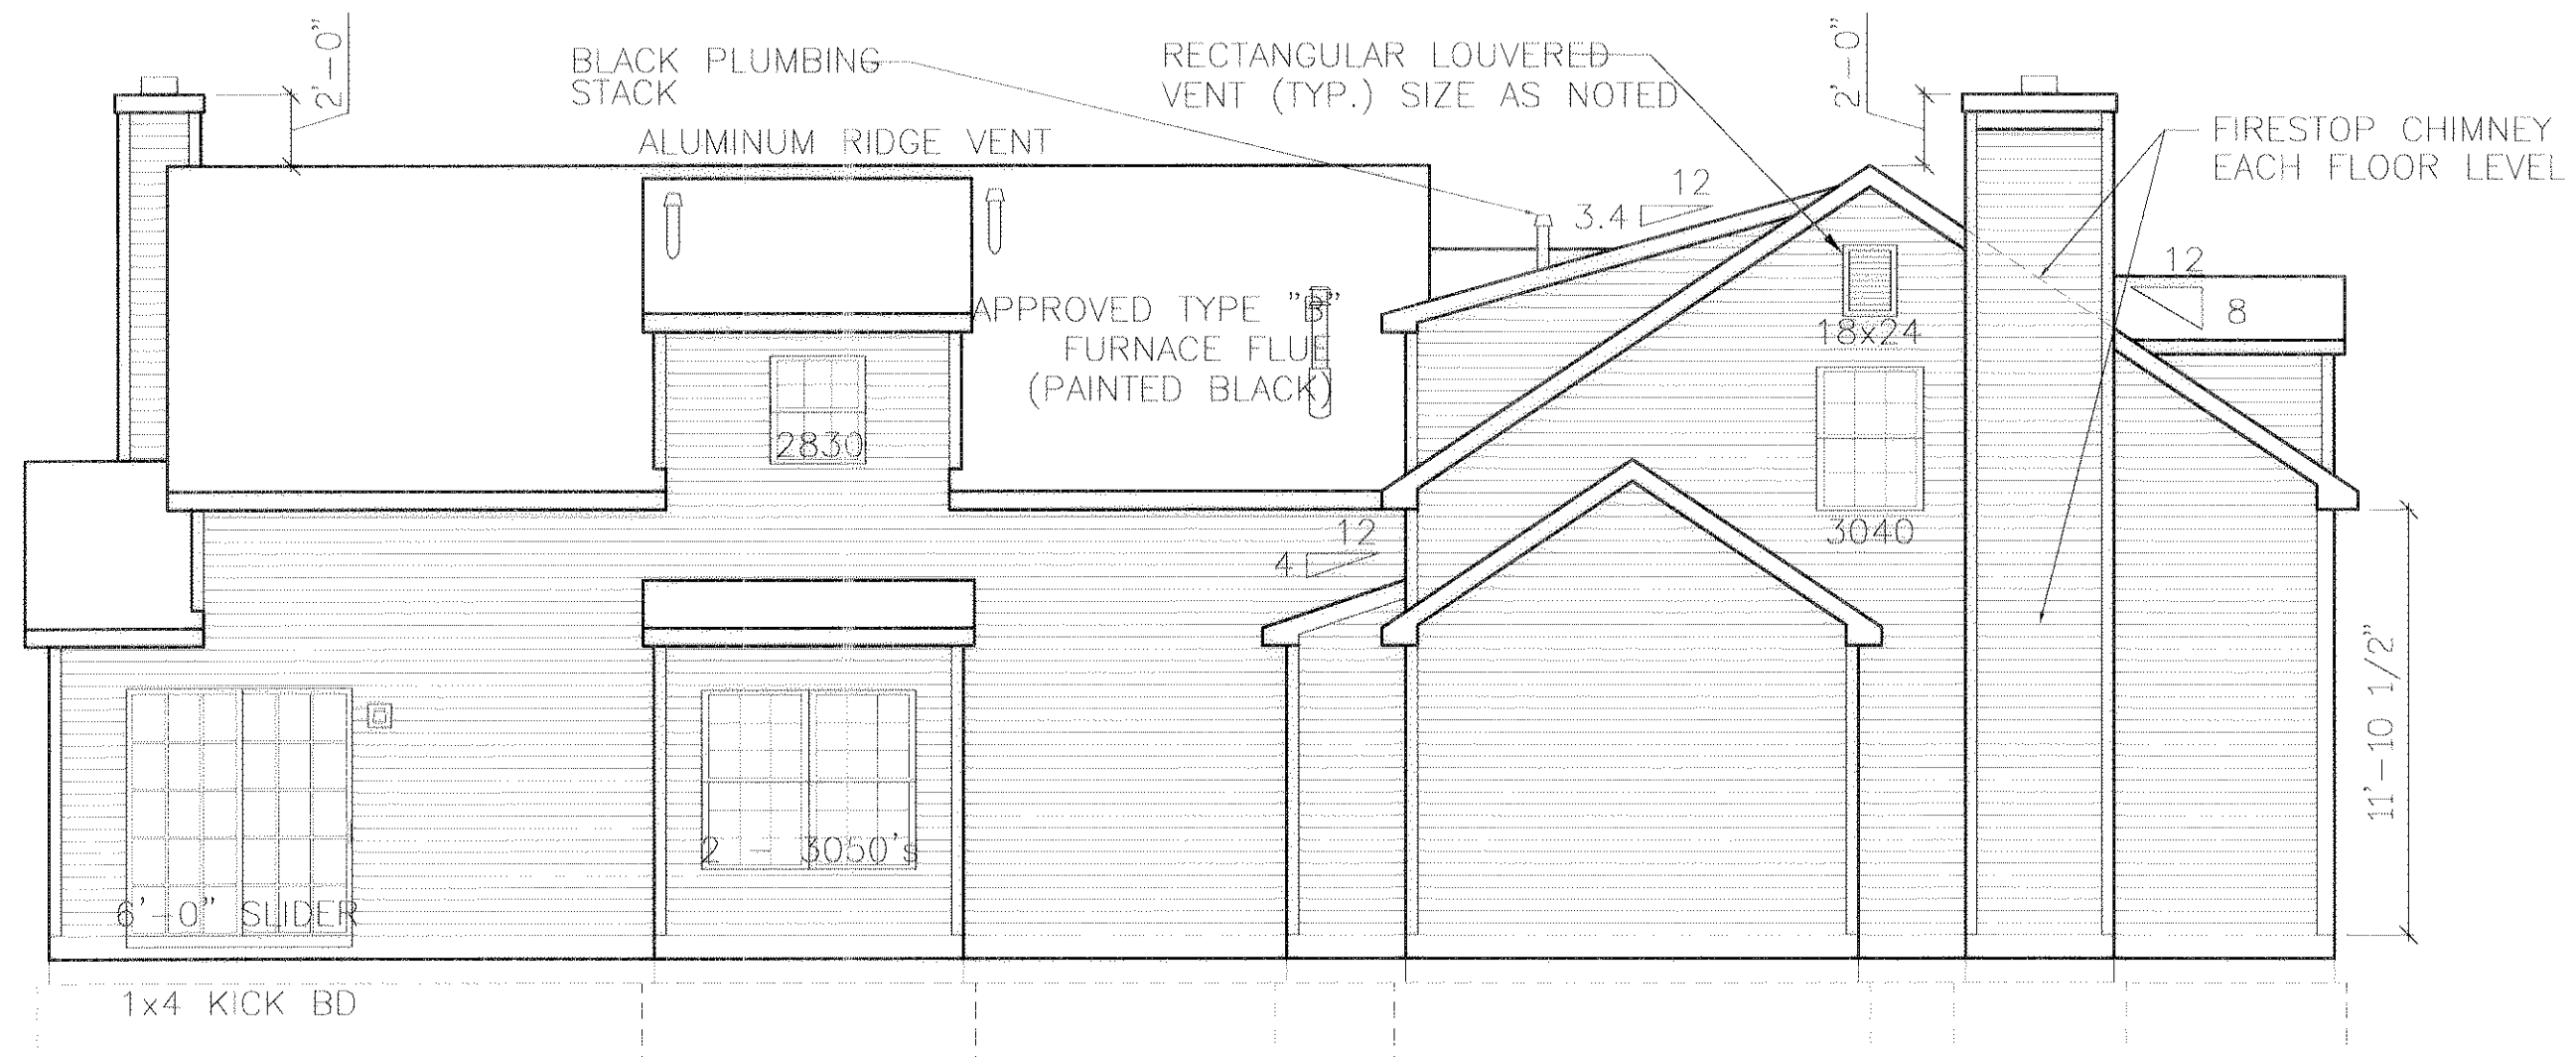 2'-0"
BLACK PLUMBING
STACK
RECTANGULAR LOUVERED
VENT (TYP.) SIZE AS NOTED
2'-0"
FIRESTOP CHIMNEY
EACH FLOOR LEVEL
ALUMINUM RIDGE VENT
12
3.4
12
8
APPROVED TYPE "B"
FURNACE FLUE
(PAINTED BLACK)
18x24
2830
3040
12
4
11'-10 1/2"
2 - 3050's
6'-0" SLIDER
1x4 KICK BD